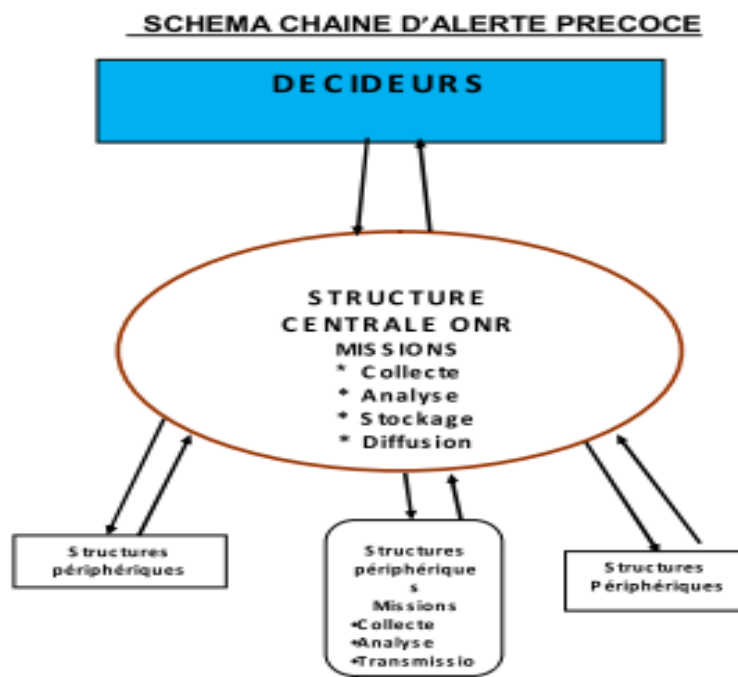 SCHEMA CHAINE D'ALERTE PRECOCE
DECIDEURS
STRUCTURE
CENTRALE ONR
MISSIONS
* Collecte
* Analyse
* Stockage
* Diffusion
Structures
périphériques
Structures
périphérique
s
Missions
•Collecte
•Analyse
•Transmissio
Structures
Périphériques